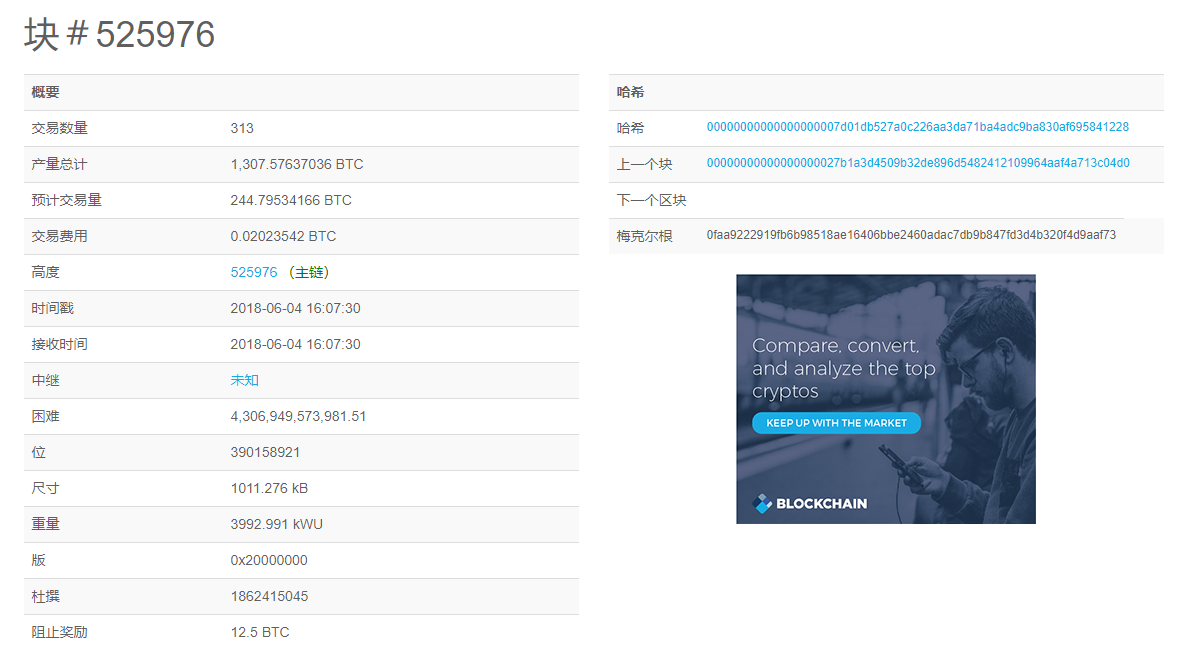 块＃525976
概要
交易数量 313
产量总计 1,307.57637036 BTC
预计交易量 244.79534166 BTC
交易费用 0.02023542 BTC
高度 525976 （主链）
时间戳 2018-06-04 16:07:30
接收时间 2018-06-04 16:07:30
中继 未知
困难 4,306,949,573,981.51
位 390158921
尺寸 1011.276 kB
重量 3992.991 kWU
版 0x20000000
杜撰 1862415045
阻止奖励 12.5 BTC
哈希
哈希 00000000000000000007d01db527a0c226aa3da71ba4adc9ba830af695841228
上一个块 00000000000000000027b1a3d4509b32de896d5482412109964aaf4a713c04d0
下一个区块
梅克尔根 0faa9222919fb6b98518ae16406bbe2460adac7db9b847fd3d4b320f4d9aaf73
Compare, convert,
and analyze the top
cryptos
KEEP UP WITH THE MARKET
BLOCKCHAIN